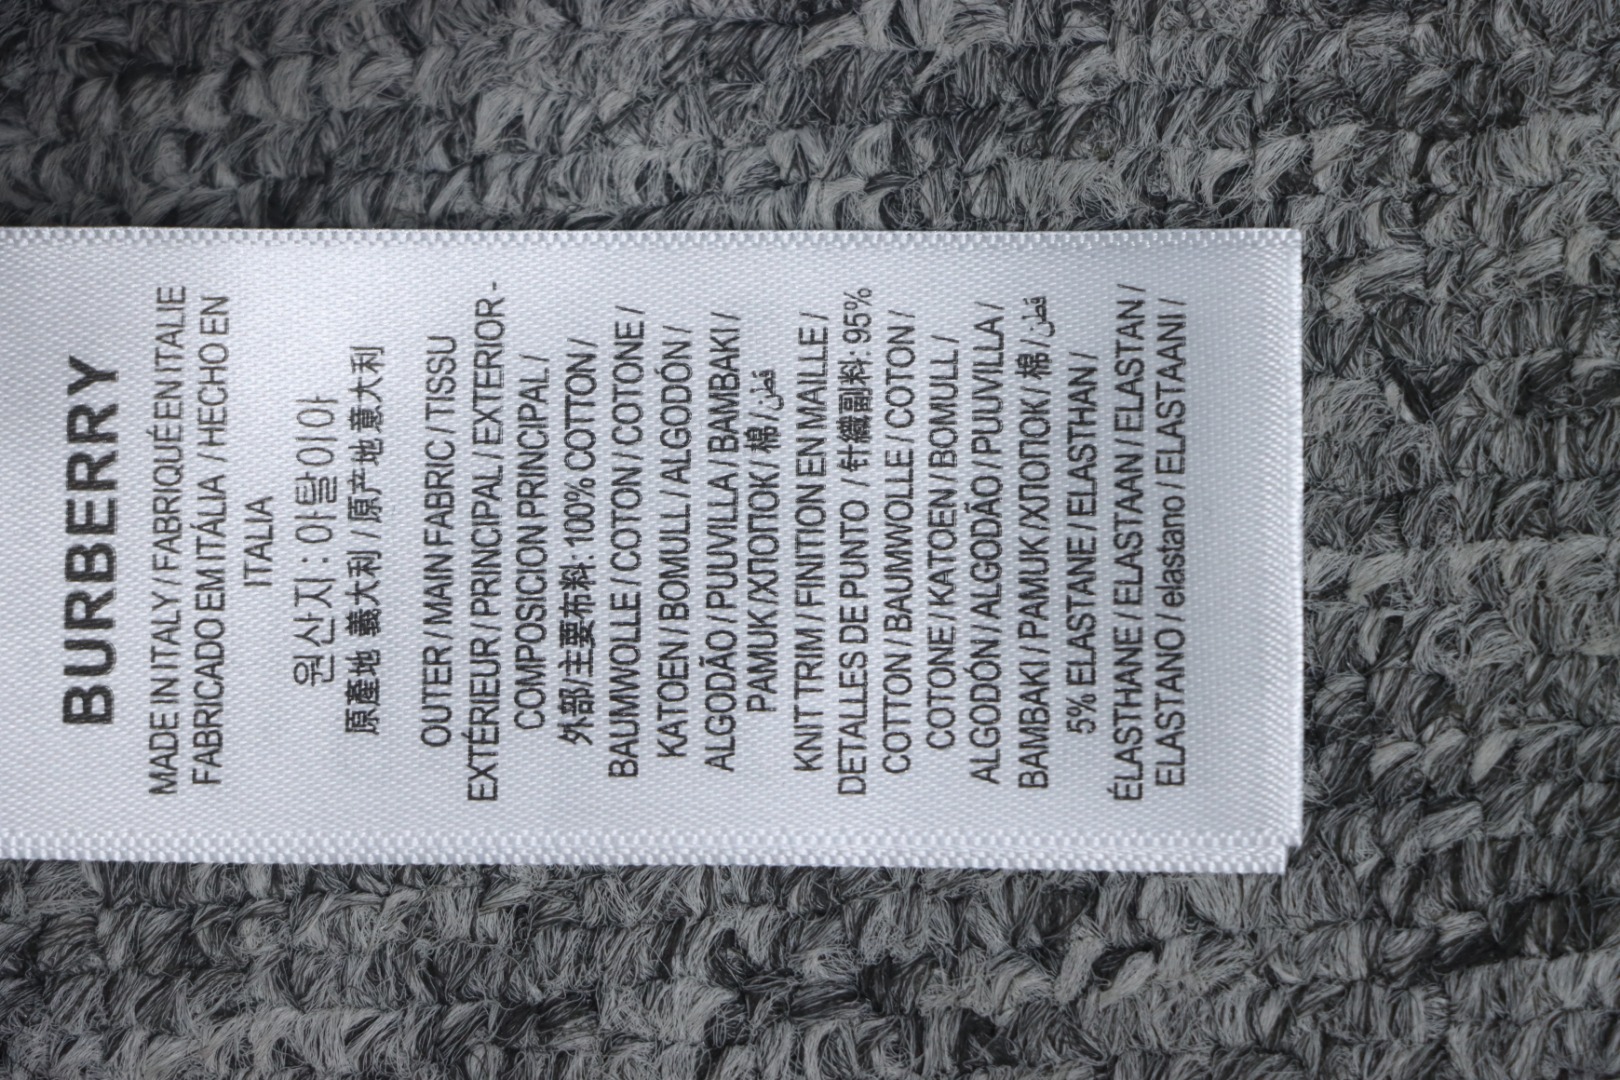 BURBERRY
MADE IN ITALY / FABRIQUÉ EN ITALIE
FABRICADO EM ITÁLIA / HECHO EN
ITALIA
원산지 : 이탈이아
原產地 義大利 / 原产地意大利
OUTER / MAIN FABRIC / TISSU
EXTÉRIEUR / PRINCIPAL / EXTERIOR -
COMPOSICION PRINCIPAL /
外部/主要布料 : 100% COTTON /
BAUMWOLLE / COTON / COTONE /
KATOEN / BOMULL / ALGODÓN /
ALGODÃO / PUUVILLA / BAMBAKI /
PAMUK / ХЛОПОК / 棉 / قطن /
KNIT TRIM / FINITION EN MAILLE /
DETALLES DE PUNTO / 针織副料: 95%
COTTON / BAUMWOLLE / COTON /
COTONE / KATOEN / BOMULL /
ALGODÓN / ALGODÃO / PUUVILLA /
BAMBAKI / PAMUK / ХЛОПОК / 棉 / قطن
5% ELASTANE / ELASTHAN /
ÉLASTHANE / ELASTAAN / ELASTAN /
ELASTANO / elastano / ELASTAANI /